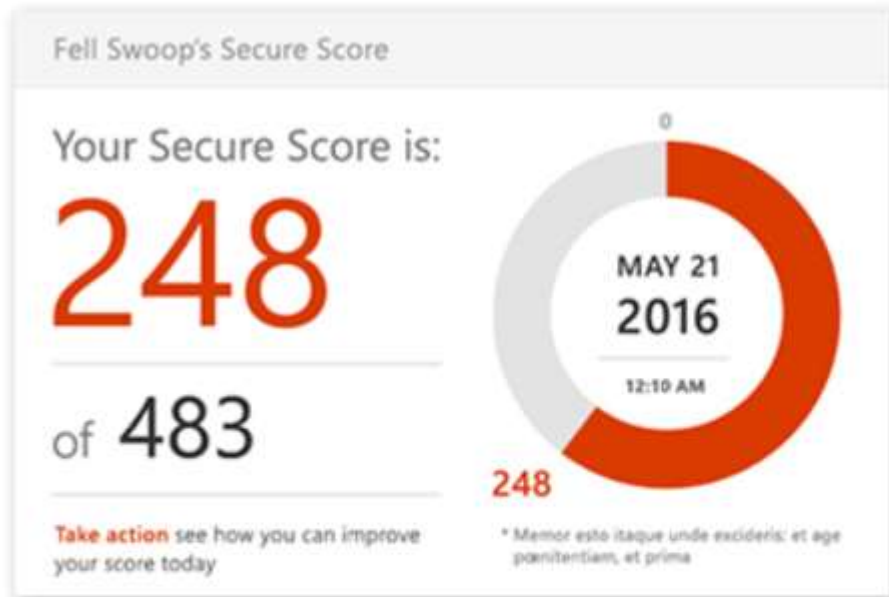 Fell Swoop's Secure Score
Your Secure Score is:
248
of 483
Take action see how you can improve
your score today
0
MAY 21
2016
12:10 AM
248
* Memor esto itaque unde excideris: et age
pœnitentiam, et prima